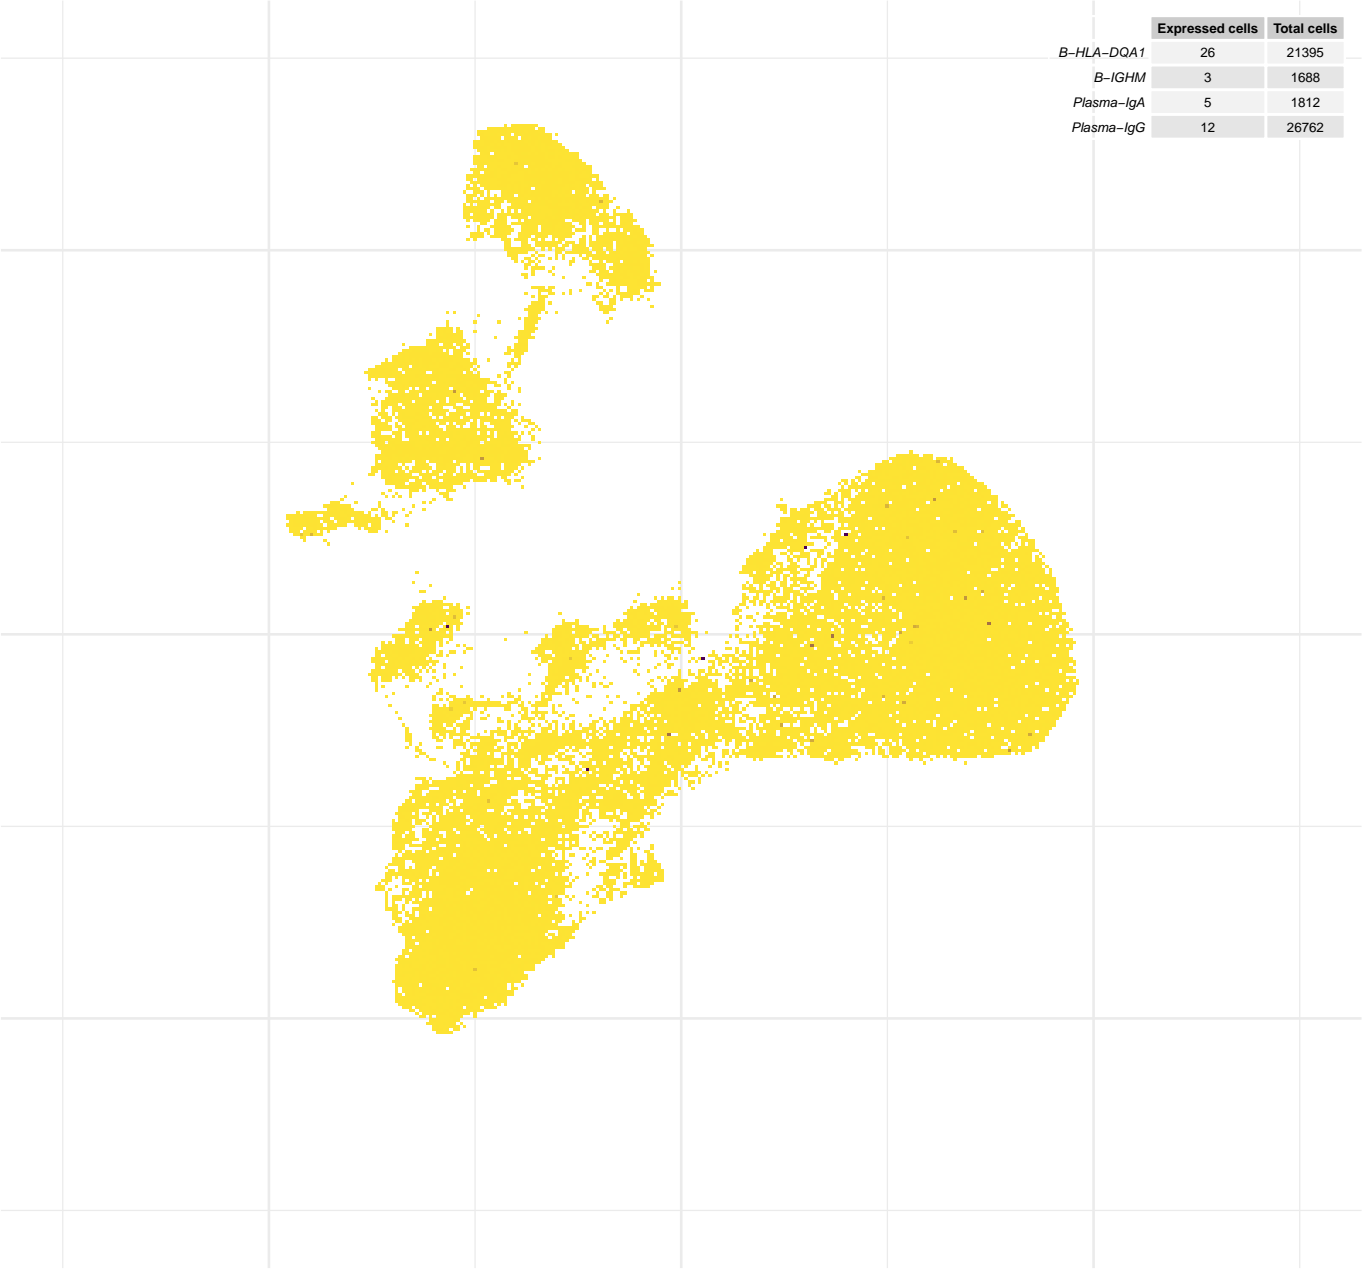 Expressed cells Total cells
B−HLA−DQA1 26 21395
B−IGHM 3 1688
Plasma−IgA 5 1812
Plasma−IgG 12 26762